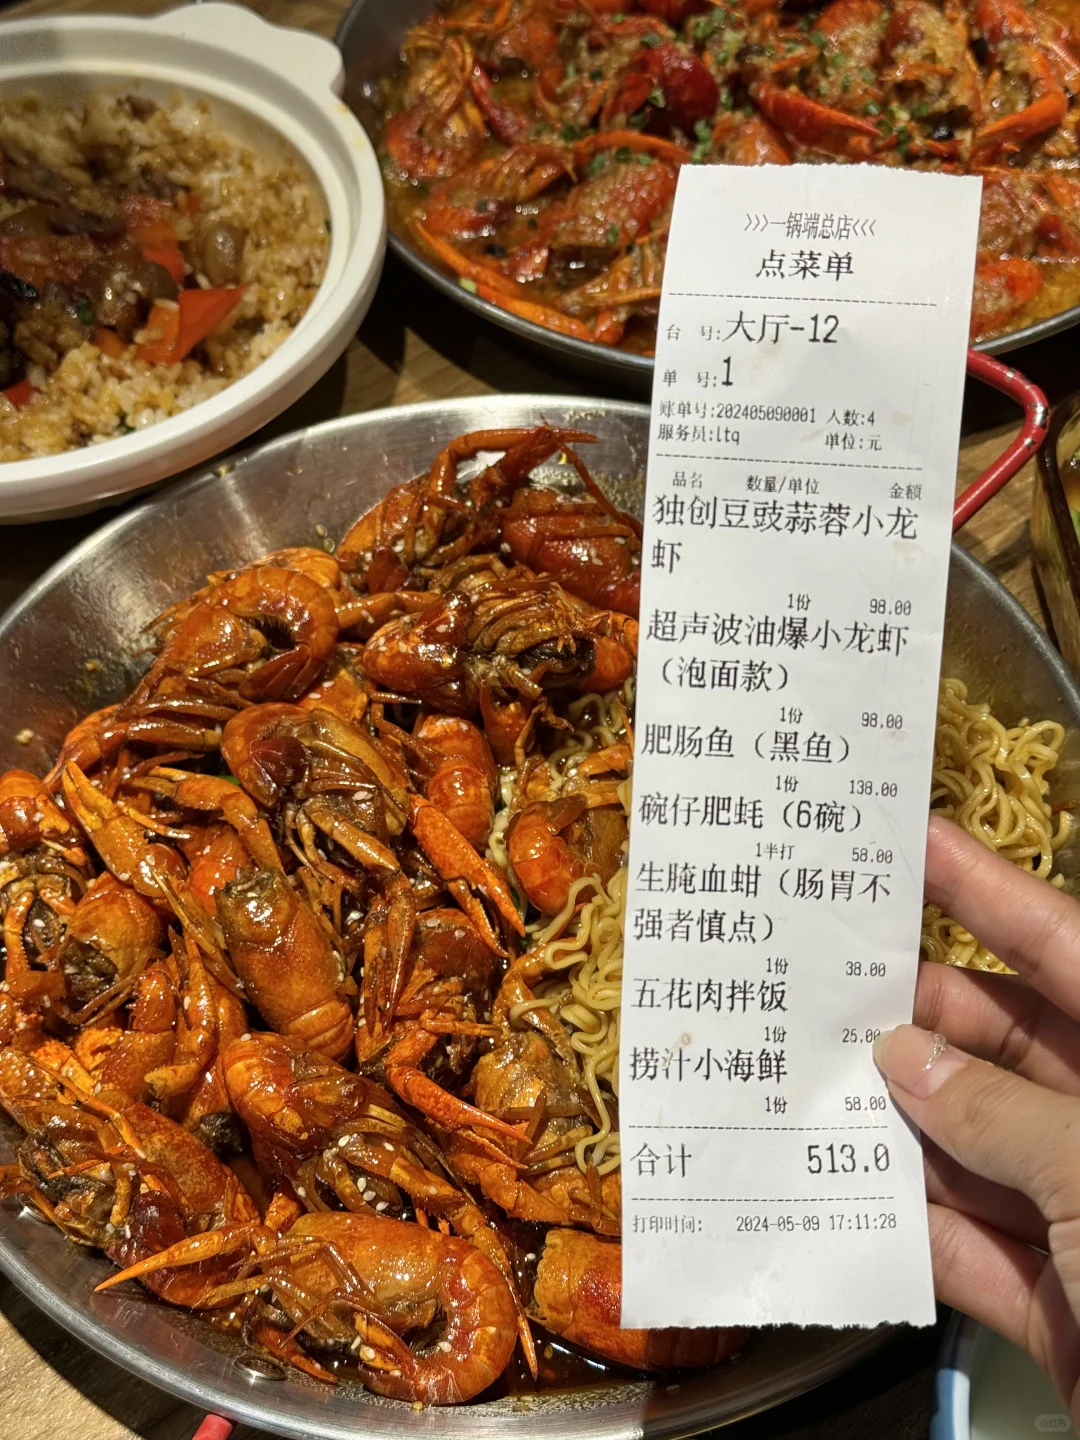 >>>一锅端总店<<<
点菜单
台 号:大厅-12
单 号:1
账单号:202405090001 人数:4
服务员:ltq 单位:元
品名 数量/单位 金额
独创豆豉蒜蓉小龙
虾
1份 98.00
超声波油爆小龙虾
（泡面款）
1份 98.00
肥肠鱼（黑鱼）
1份 138.00
碗仔肥蚝（6碗）
1半打 58.00
生腌血蚶（肠胃不
强者慎点）
1份 38.00
五花肉拌饭
1份 25.00
捞汁小海鲜
1份 58.00
合计 513.0
打印时间: 2024-05-09 17:11:28
小红书